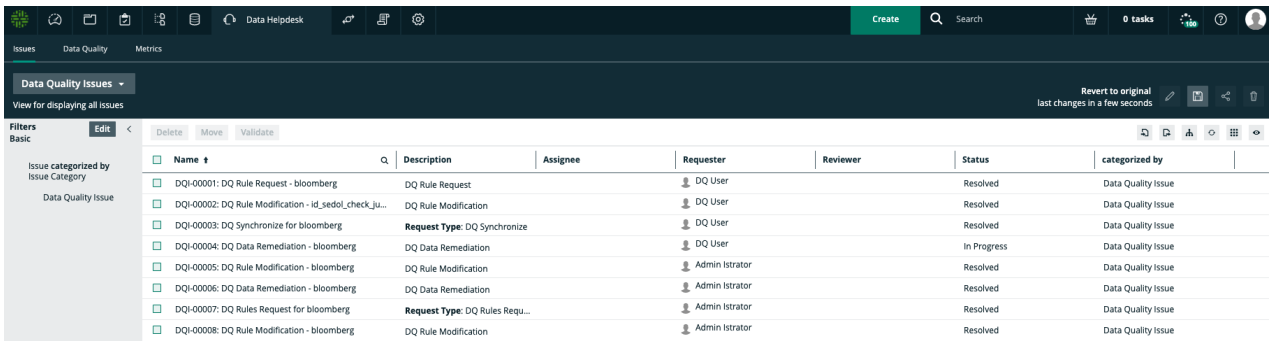 Data Helpdesk Create Search 0 tasks 100
Issues Data Quality Metrics
Data Quality Issues
View for displaying all issues
Revert to original
last changes in a few seconds
Filters Edit
Basic
Issue categorized by
Issue Category
Data Quality Issue
Delete Move Validate
Name Description Assignee Requester Reviewer Status categorized by
DQI-00001: DQ Rule Request - bloomberg DQ Rule Request DQ User Resolved Data Quality Issue
DQI-00002: DQ Rule Modification - id_sedol_check_ju... DQ Rule Modification DQ User Resolved Data Quality Issue
DQI-00003: DQ Synchronize for bloomberg Request Type: DQ Synchronize DQ User Resolved Data Quality Issue
DQI-00004: DQ Data Remediation - bloomberg DQ Data Remediation DQ User In Progress Data Quality Issue
DQI-00005: DQ Rule Modification - bloomberg DQ Rule Modification Admin Istrator Resolved Data Quality Issue
DQI-00006: DQ Data Remediation - bloomberg DQ Data Remediation Admin Istrator Resolved Data Quality Issue
DQI-00007: DQ Rules Request for bloomberg Request Type: DQ Rules Requ... Admin Istrator Resolved Data Quality Issue
DQI-00008: DQ Rule Modification - bloomberg DQ Rule Modification Admin Istrator Resolved Data Quality Issue